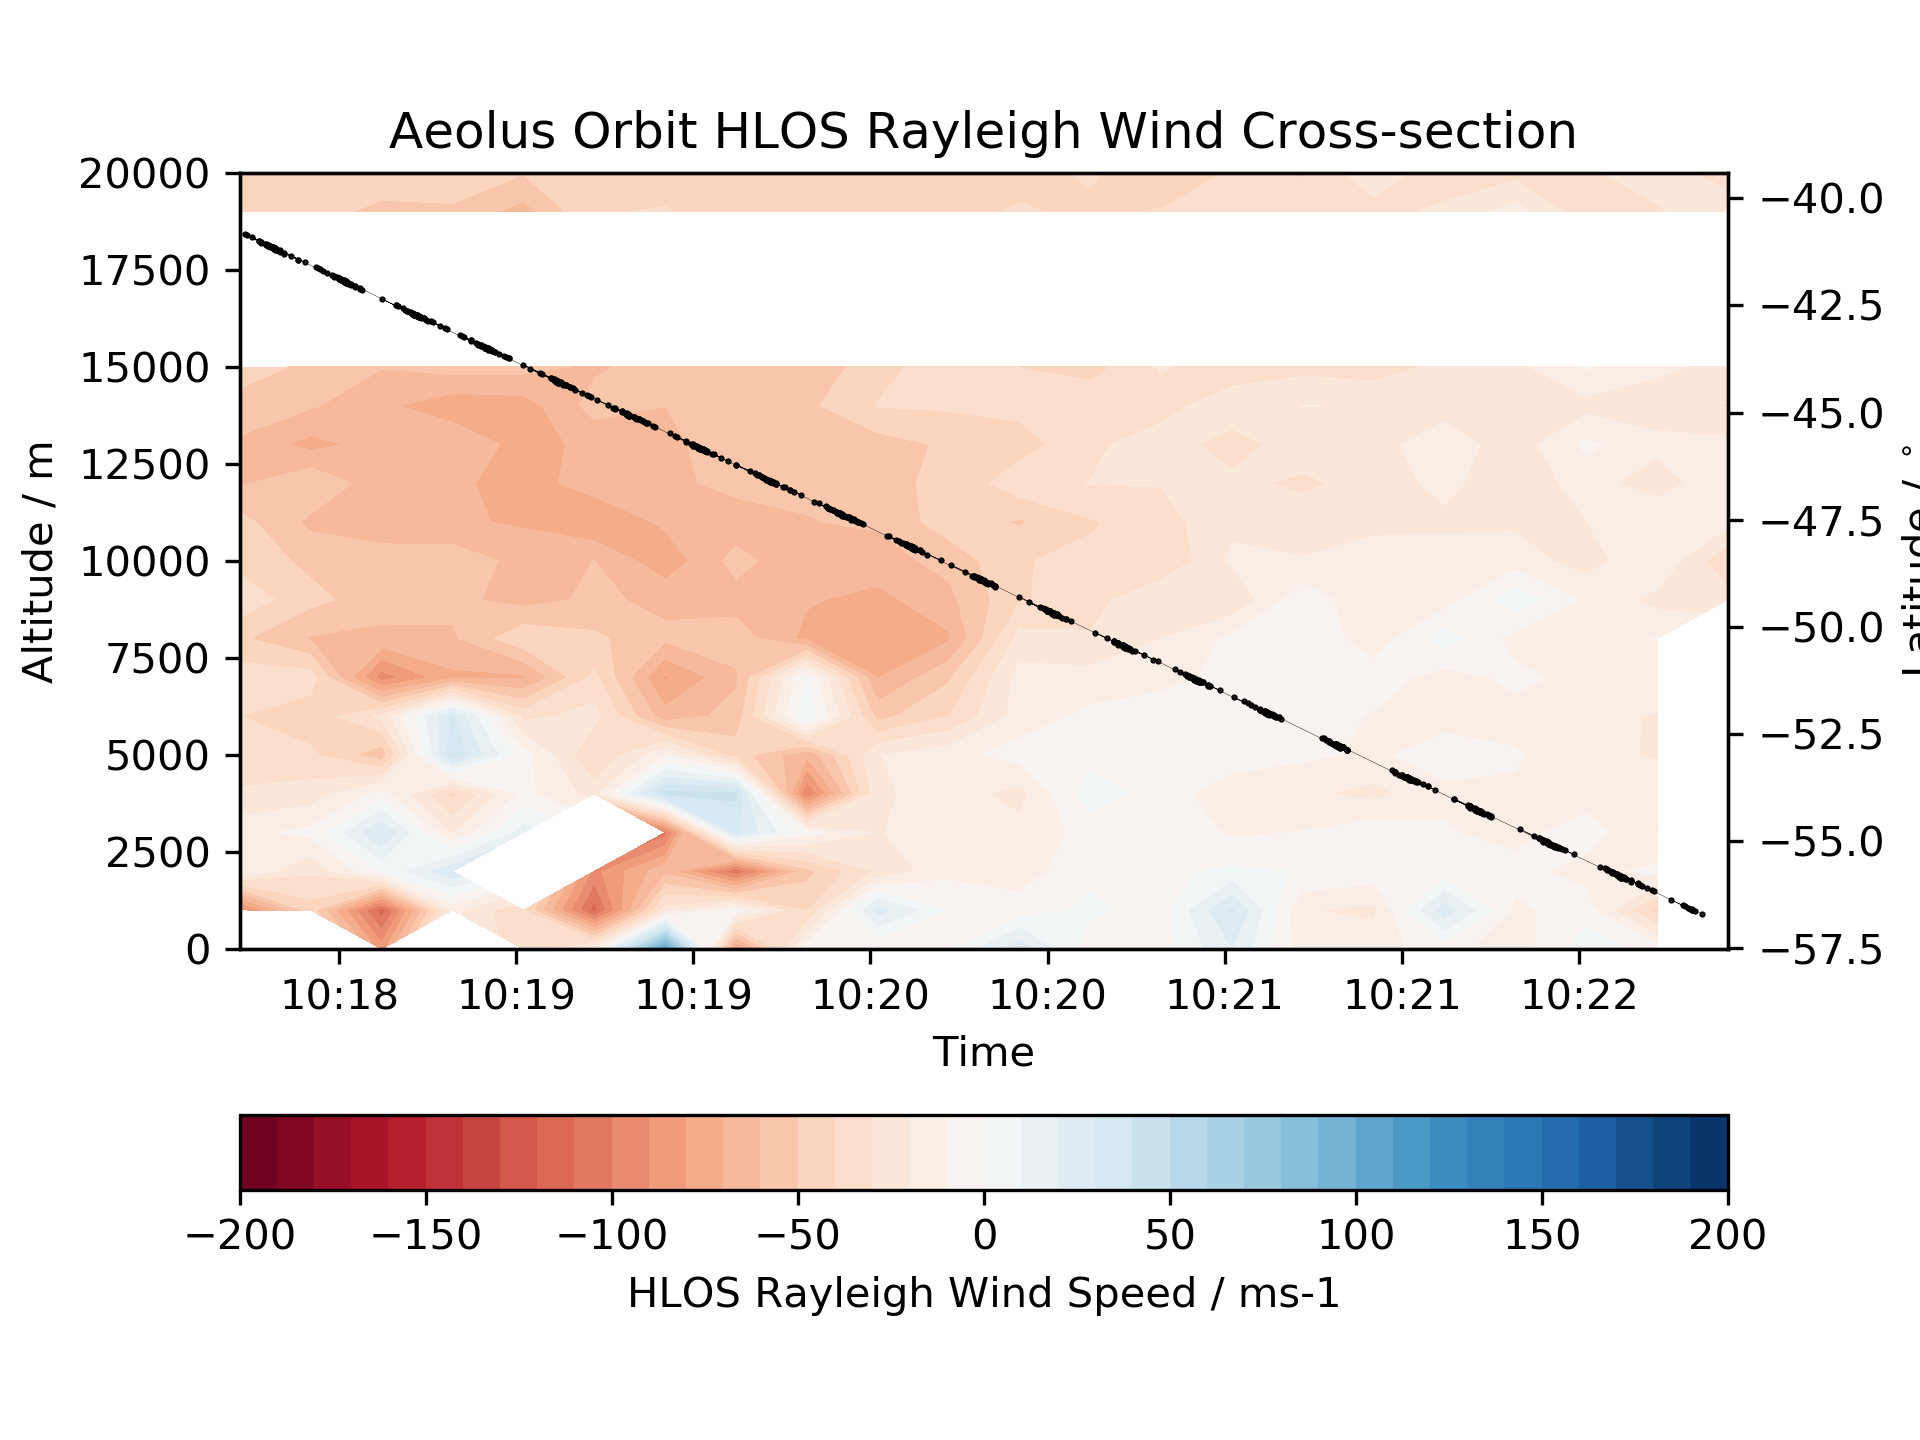 Aeolus Orbit HLOS Rayleigh Wind Cross-section
20000
17500
15000
12500
10000
7500
5000
2500
0
Altitude / m
−40.0
−42.5
−45.0
−47.5
−50.0
−52.5
−55.0
−57.5
Latitude / °
10:18 10:19 10:19 10:20 10:20 10:21 10:21 10:22
Time
−200 −150 −100 −50 0 50 100 150 200
HLOS Rayleigh Wind Speed / ms-1